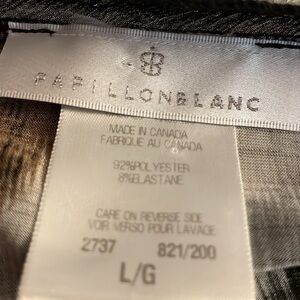 PAPILLONBLANC
MADE IN CANADA
FABRIQUE AU CANADA
92%POLYESTER
8%ELASTANE
CARE ON REVERSE SIDE
VOIR VERSO POUR LAVAGE
2737 821/200
L/G